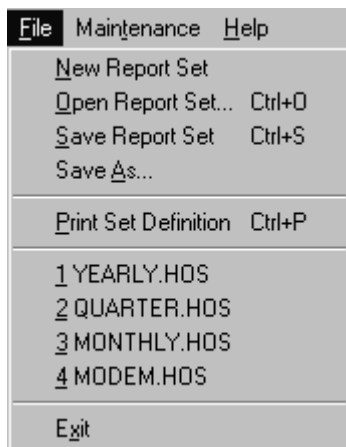 File Maintenance Help
New Report Set
Open Report Set... Ctrl+O
Save Report Set Ctrl+S
Save As...
Print Set Definition Ctrl+P
1 YEARLY.HOS
2 QUARTER.HOS
3 MONTHLY.HOS
4 MODEM.HOS
Exit